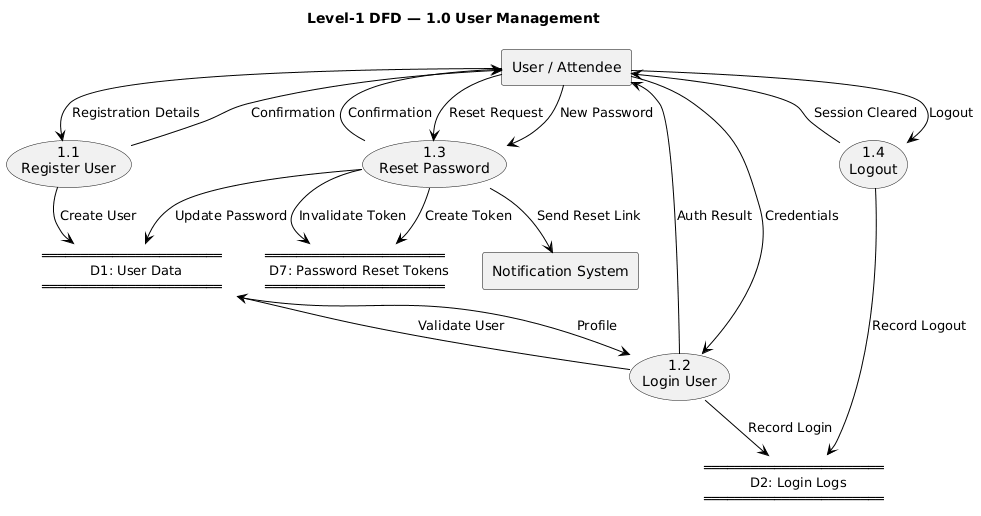 Level-1 DFD — 1.0 User Management
User / Attendee
Registration Details
Confirmation
Confirmation
Reset Request
New Password
Session Cleared
Logout
1.1
Register User
1.3
Reset Password
1.4
Logout
Create User
Update Password
Invalidate Token
Create Token
Send Reset Link
Auth Result
Credentials
D1: User Data
D7: Password Reset Tokens
Notification System
Validate User
Profile
Record Logout
1.2
Login User
Record Login
D2: Login Logs